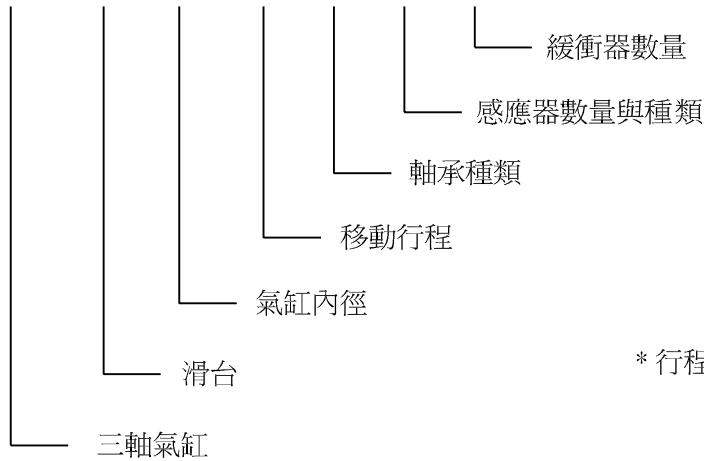 緩衝器數量
感應器數量與種類
軸承種類
移動行程
氣缸內徑
* 行程
滑台
三軸氣缸